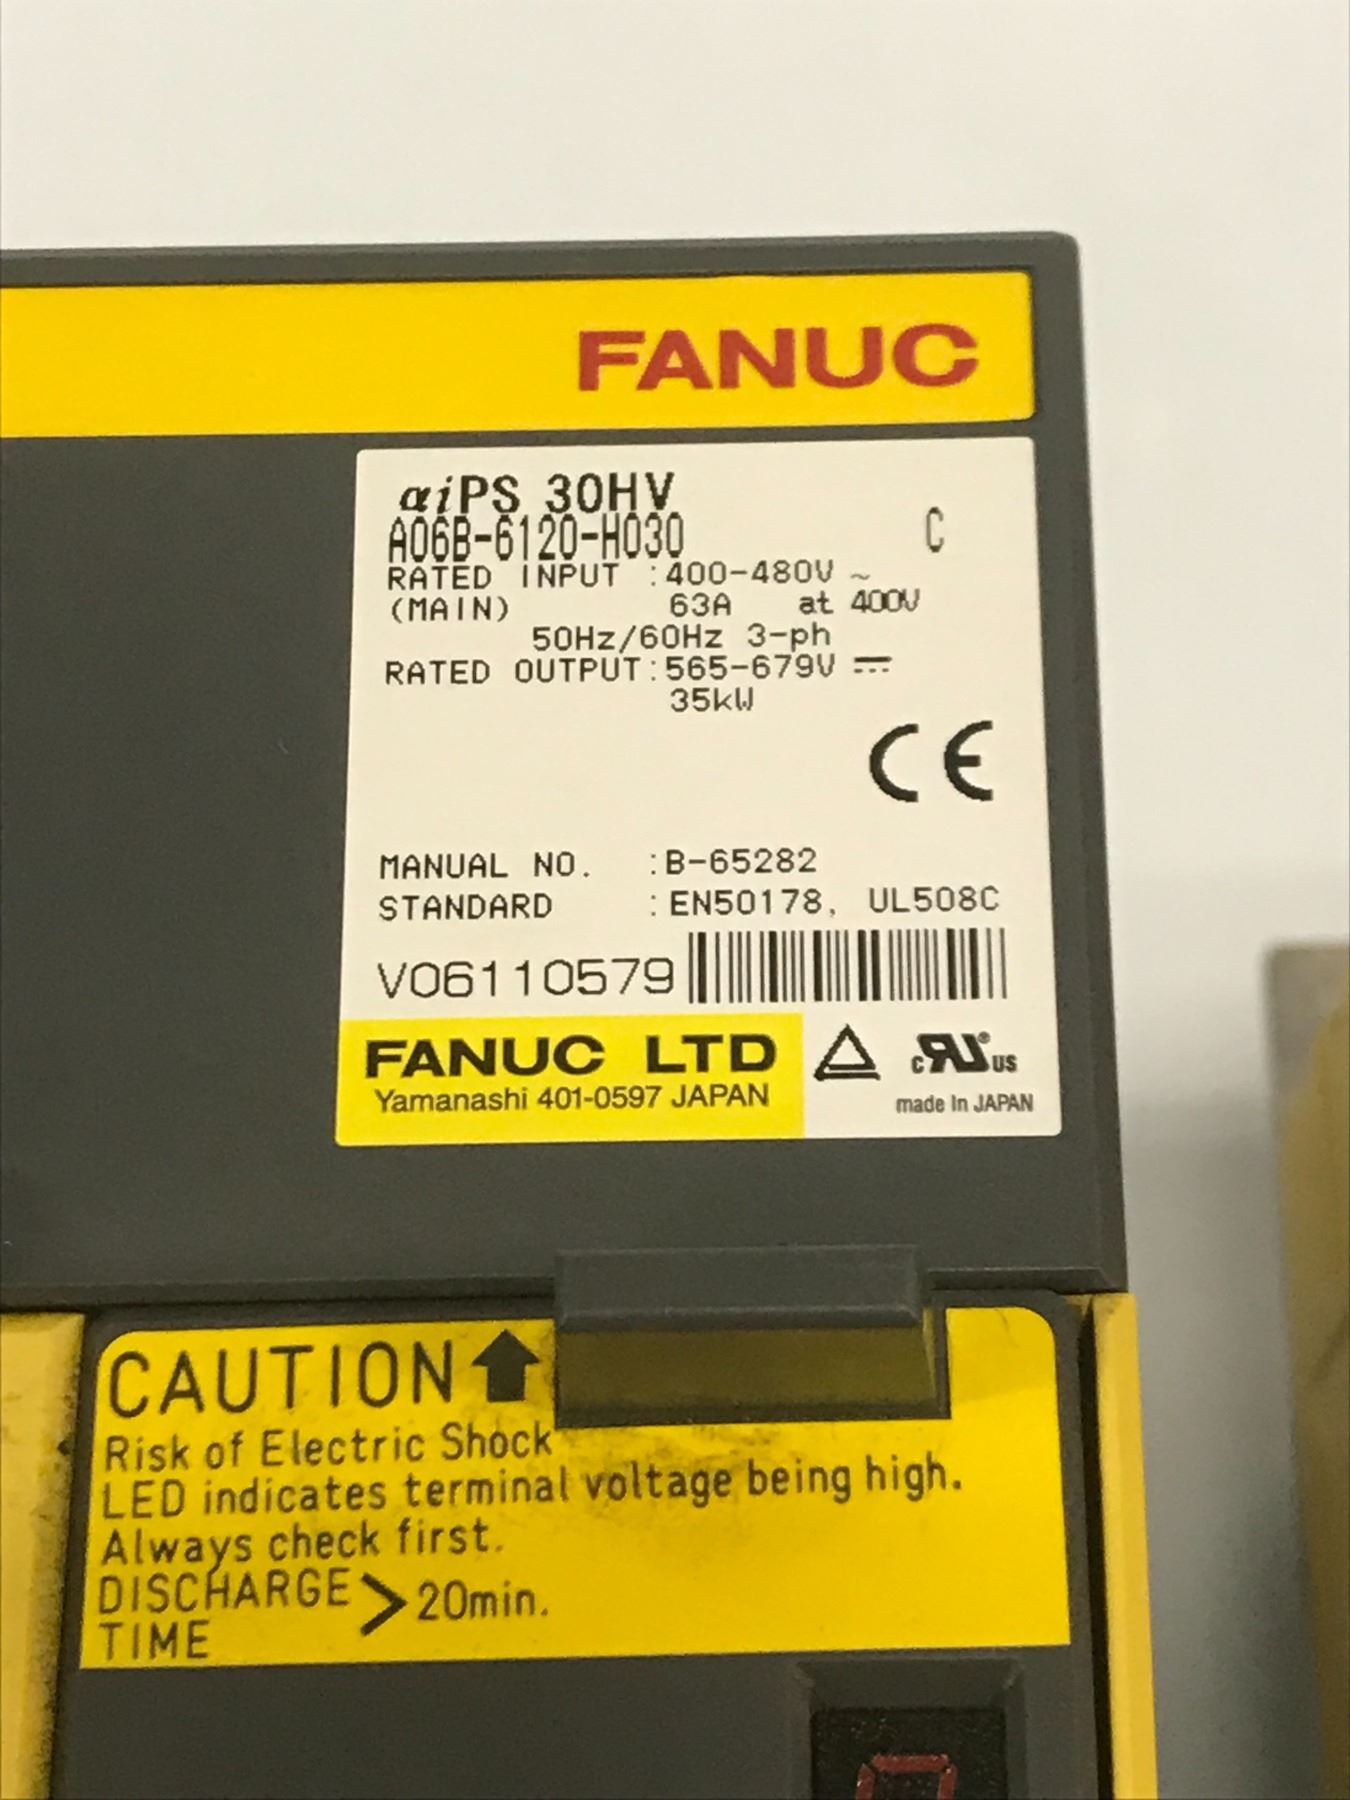 FANUC
αiPS 30HV
A06B-6120-H030 C
RATED INPUT :400-480V ~
(MAIN) 63A at 400V
50Hz/60Hz 3-ph
RATED OUTPUT:565-679V ⎓
35kW
CE
MANUAL NO. :B-65282
STANDARD :EN50178, UL508C
V06110579
FANUC LTD
Yamanashi 401-0597 JAPAN
c RU ® US
made In JAPAN
CAUTION
Risk of Electric Shock
LED indicates terminal voltage being high.
Always check first.
DISCHARGE TIME > 20min.